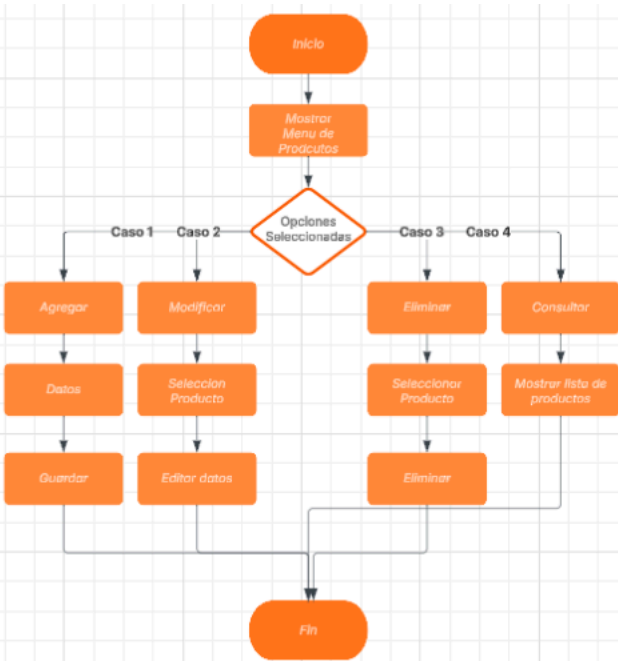 Inicio
Mostrar
Menu de
Prodcutos
Opciones
Seleccionadas
Caso 1
Caso 2
Caso 3
Caso 4
Agregar
Modificar
Eliminar
Consultar
Datos
Seleccion
Producto
Seleccionar
Producto
Mostrar lista de
productos
Guardar
Editar datos
Eliminar
Fin